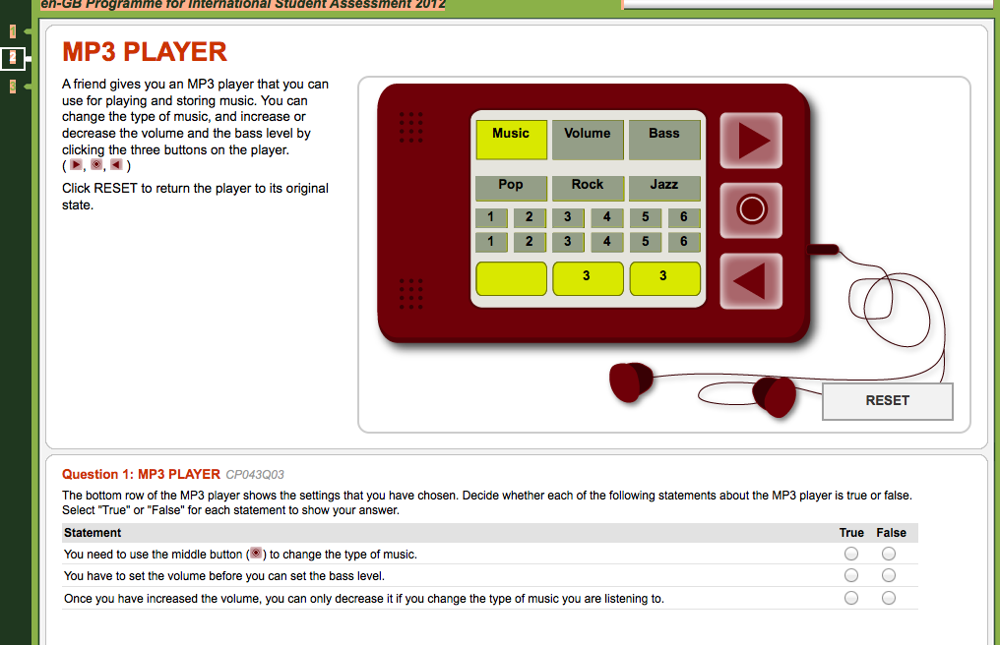 en-GB Programme for International Student Assessment 2012
1
2
3
MP3 PLAYER
A friend gives you an MP3 player that you can
use for playing and storing music. You can
change the type of music, and increase or
decrease the volume and the bass level by
clicking the three buttons on the player.
( , , )
Click RESET to return the player to its original
state.
Music Volume Bass
Pop Rock Jazz
1 2 3 4 5 6
1 2 3 4 5 6
3 3
RESET
Question 1: MP3 PLAYER CP043Q03
The bottom row of the MP3 player shows the settings that you have chosen. Decide whether each of the following statements about the MP3 player is true or false.
Select "True" or "False" for each statement to show your answer.
Statement True False
You need to use the middle button ( ) to change the type of music.
You have to set the volume before you can set the bass level.
Once you have increased the volume, you can only decrease it if you change the type of music you are listening to.